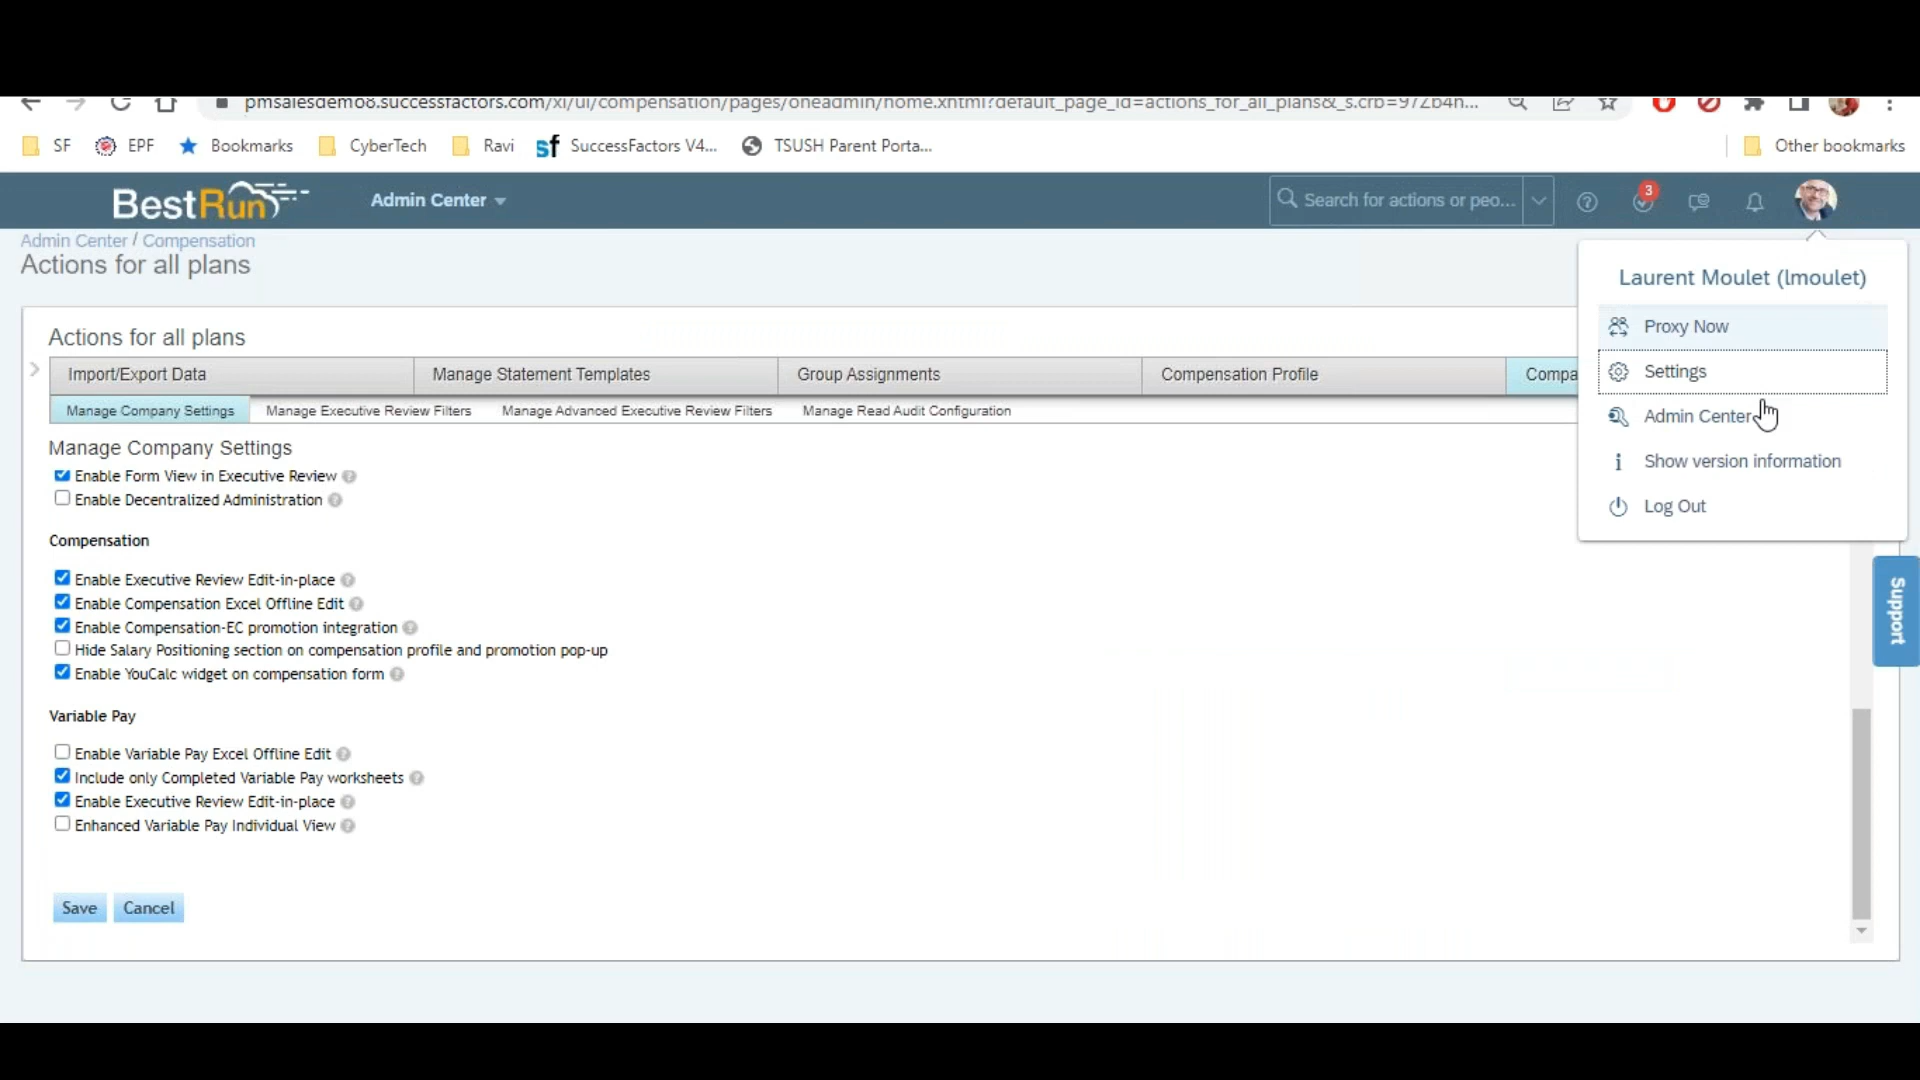 pmsalesdemo8.successfactors.com/xi/ui/compensation/pages/oneadmin/home.xhtml?default_page_id=actions_for_all_plans&_s.crb=
SF EPF Bookmarks CyberTech Ravi sf SuccessFactors V4... TSUSH Parent Porta... Other bookmarks
BestRun Admin Center Search for actions or peo... 3
Admin Center / Compensation
Actions for all plans
Laurent Moulet (lmoulet)
Proxy Now
Settings
Admin Center
Show version information
Log Out
Actions for all plans
Import/Export Data Manage Statement Templates Group Assignments Compensation Profile Compa
Manage Company Settings Manage Executive Review Filters Manage Advanced Executive Review Filters Manage Read Audit Configuration
Manage Company Settings
Enable Form View in Executive Review
Enable Decentralized Administration
Compensation
Enable Executive Review Edit-in-place
Enable Compensation Excel Offline Edit
Enable Compensation-EC promotion integration
Hide Salary Positioning section on compensation profile and promotion pop-up
Enable YouCalc widget on compensation form
Variable Pay
Enable Variable Pay Excel Offline Edit
Include only Completed Variable Pay worksheets
Enable Executive Review Edit-in-place
Enhanced Variable Pay Individual View
Save Cancel
Support